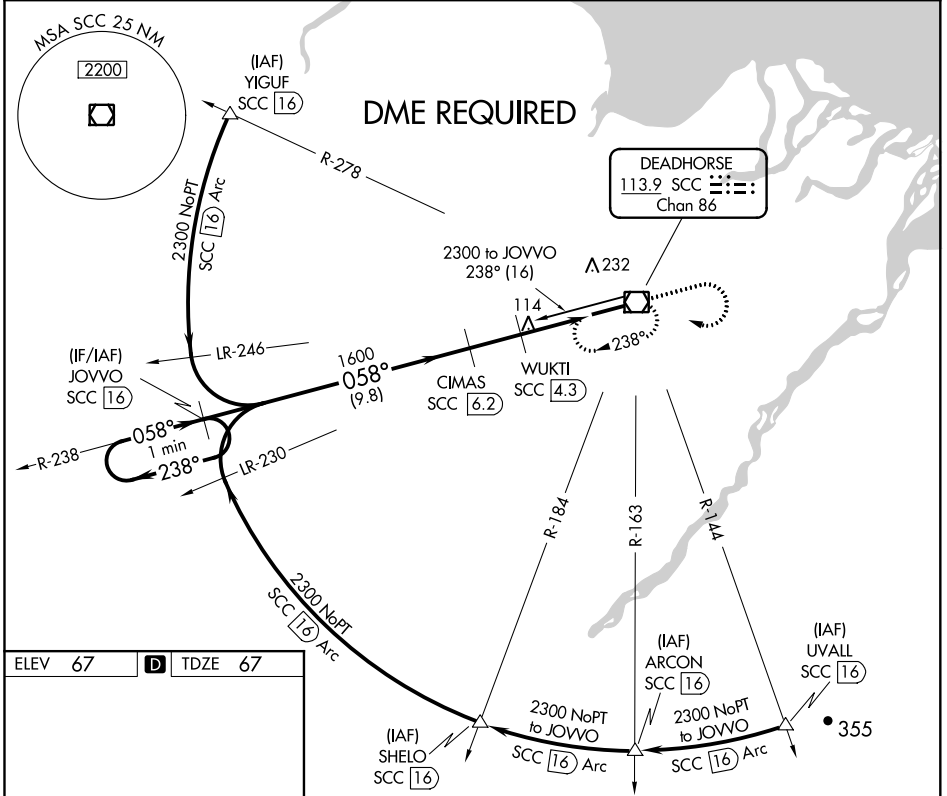 MSA SCC 25 NM
2200
(IAF)
YIGUF
SCC 16
DME REQUIRED
R-278
DEADHORSE
113.9 SCC
Chan 86
2300 NoPT
SCC 16 Arc
2300 to JOVVO
238° (16)
232
114
238°
LR-246
(IF/IAF)
JOVVO
SCC 16
1600
058°
(9.8)
CIMAS
SCC 6.2
WUKTI
SCC 4.3
R-238
058°
1 min
238°
LR-230
R-184
R-163
R-144
2300 NoPT
SCC 16 Arc
(IAF)
ARCON
SCC 16
(IAF)
UVALL
SCC 16
355
2300 NoPT
to JOVVO
SCC 16 Arc
2300 NoPT
to JOVVO
SCC 16 Arc
(IAF)
SHELO
SCC 16
ELEV 67 D TDZE 67